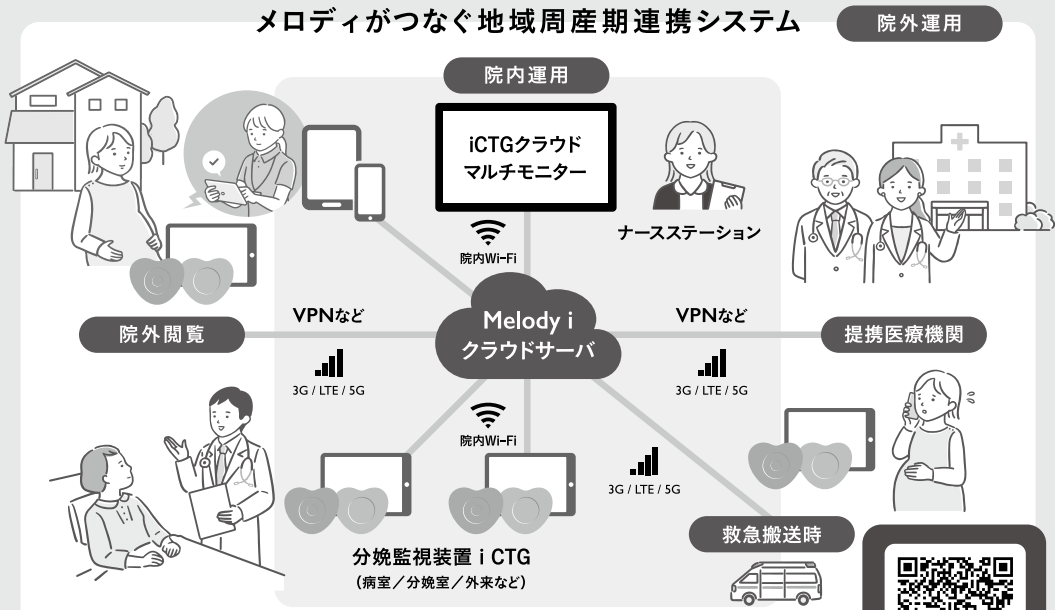 メロディがつなぐ地域周産期連携システム
院外運用
院内運用
iCTGクラウド
マルチモニター
ナースステーション
院内Wi-Fi
VPNなど
Melody i
クラウドサーバ
VPNなど
院外閲覧
提携医療機関
3G / LTE / 5G
3G / LTE / 5G
院内Wi-Fi
3G / LTE / 5G
分娩監視装置 i CTG
（病室／分娩室／外来など）
救急搬送時